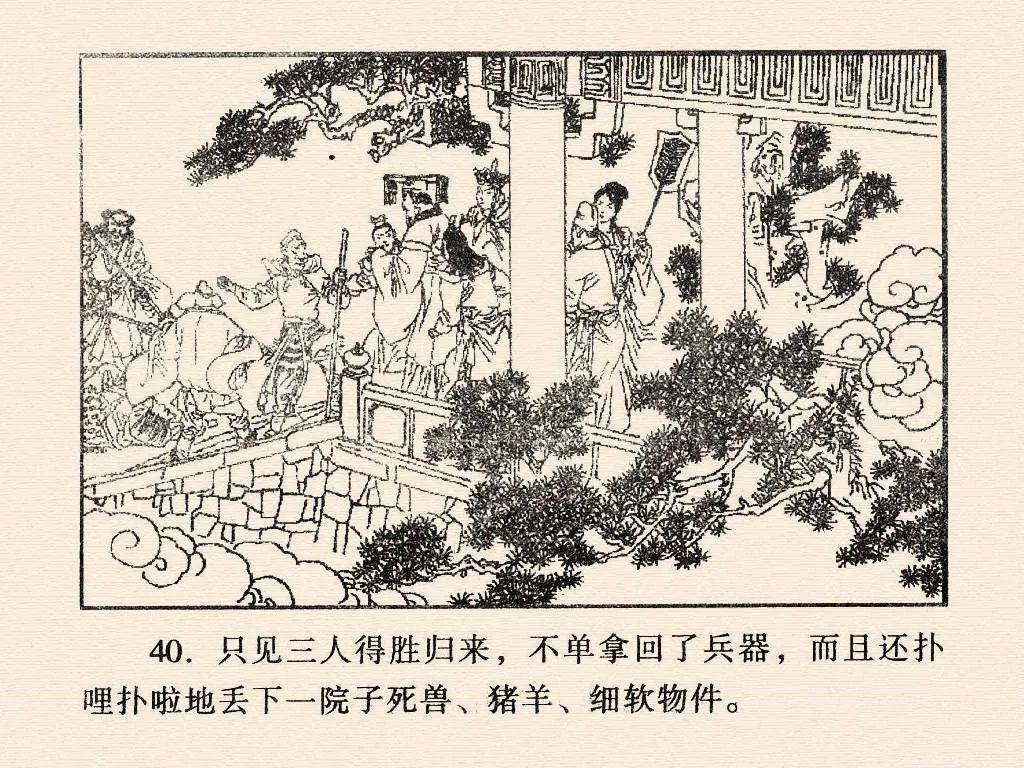 40. 只见三人得胜归来，不单拿回了兵器，而且还扑
哩扑啦地丢下一院子死兽、猪羊、细软物件。